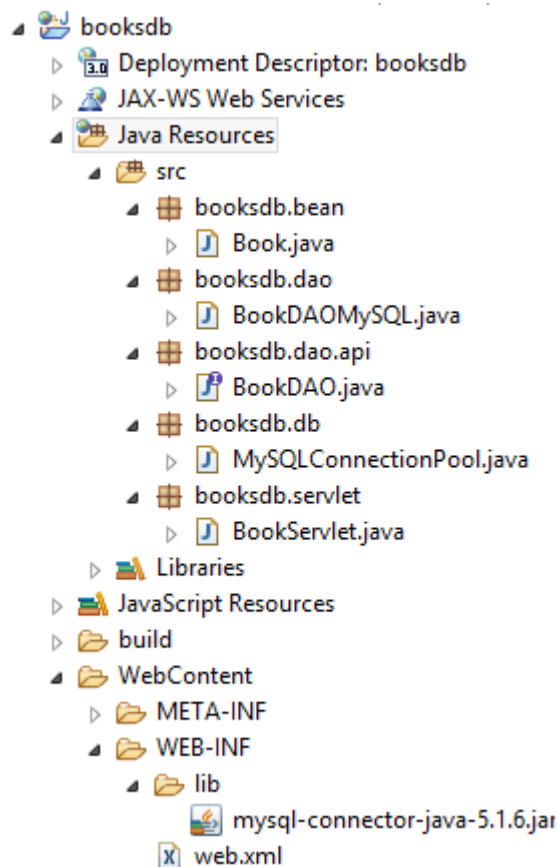 booksdb
3.0 Deployment Descriptor: booksdb
JAX-WS Web Services
Java Resources
src
booksdb.bean
J Book.java
booksdb.dao
J BookDAOMySQL.java
booksdb.dao.api
J BookDAO.java
booksdb.db
J MySQLConnectionPool.java
booksdb.servlet
J BookServlet.java
Libraries
JavaScript Resources
build
WebContent
META-INF
WEB-INF
lib
mysql-connector-java-5.1.6.jar
X web.xml